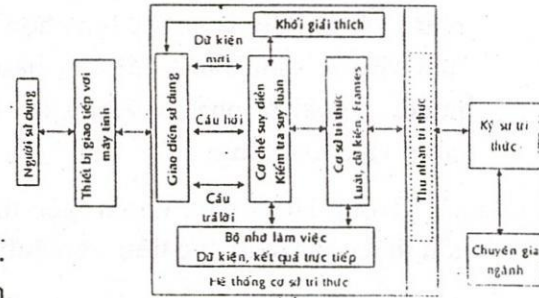 Khối giải thích
Dữ kiện
mới
Người sử dụng
Thiết bị giao tiếp với
máy tính
Giao diện sử dụng
Câu hỏi
Cơ chế suy diễn
Kiểm tra suy luận
Cơ sở tri thức
Luật, dữ kiện, Frames
Thu nhận tri thức
Kỹ sư tri
thức
Câu
trả lời
Bộ nhớ làm việc
Dữ kiện, kết quả trực tiếp
Hệ thống cơ sở tri thức
Chuyên gia
ngành